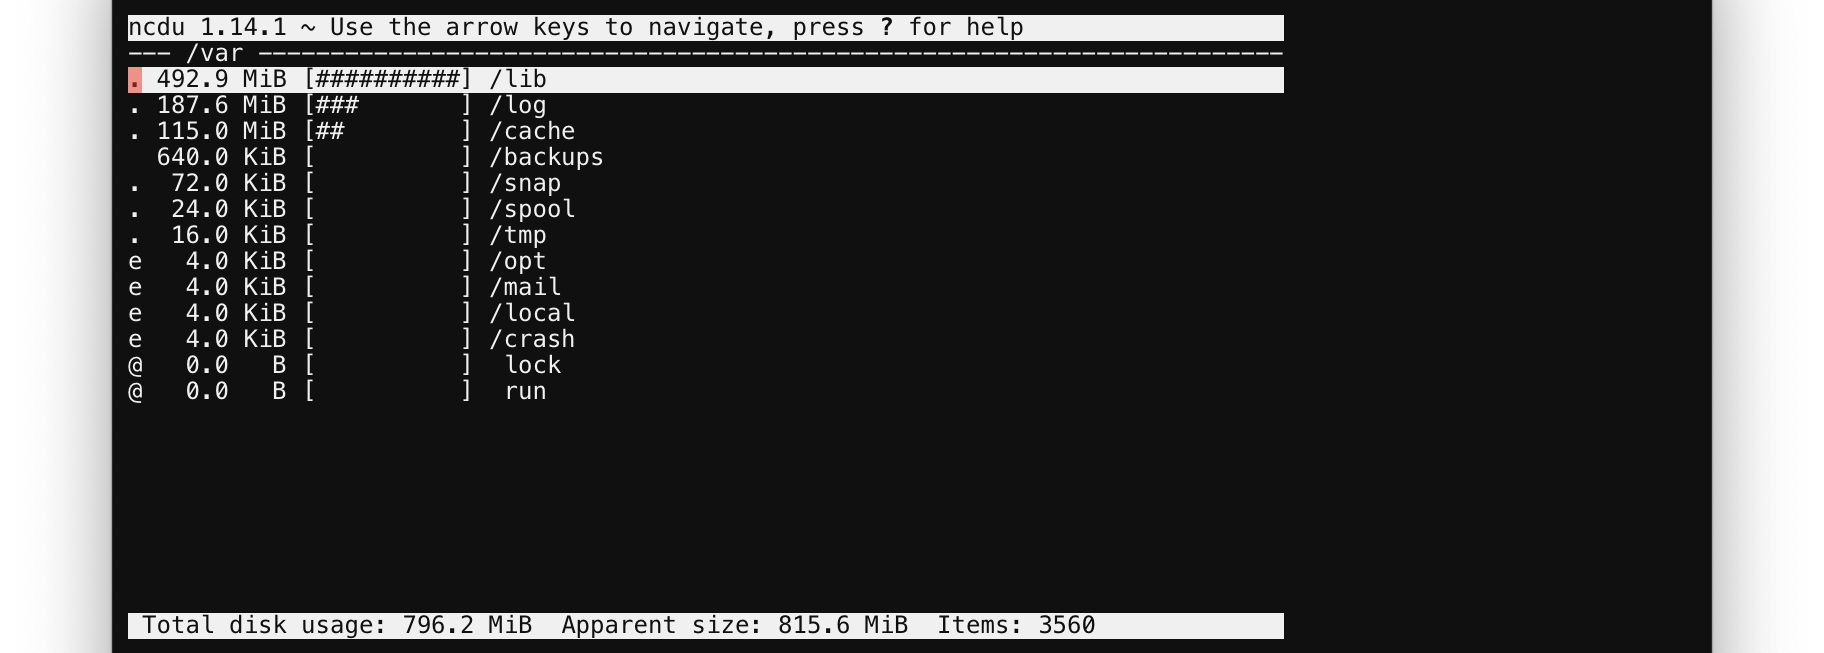 ncdu 1.14.1 ~ Use the arrow keys to navigate, press ? for help
--- /var -----------------------------------------------------------------------
. 492.9 MiB [##########] /lib
. 187.6 MiB [###       ] /log
. 115.0 MiB [##        ] /cache
  640.0 KiB [          ] /backups
.  72.0 KiB [          ] /snap
.  24.0 KiB [          ] /spool
.  16.0 KiB [          ] /tmp
e   4.0 KiB [          ] /opt
e   4.0 KiB [          ] /mail
e   4.0 KiB [          ] /local
e   4.0 KiB [          ] /crash
@   0.0   B [          ]  lock
@   0.0   B [          ]  run
 Total disk usage: 796.2 MiB  Apparent size: 815.6 MiB  Items: 3560